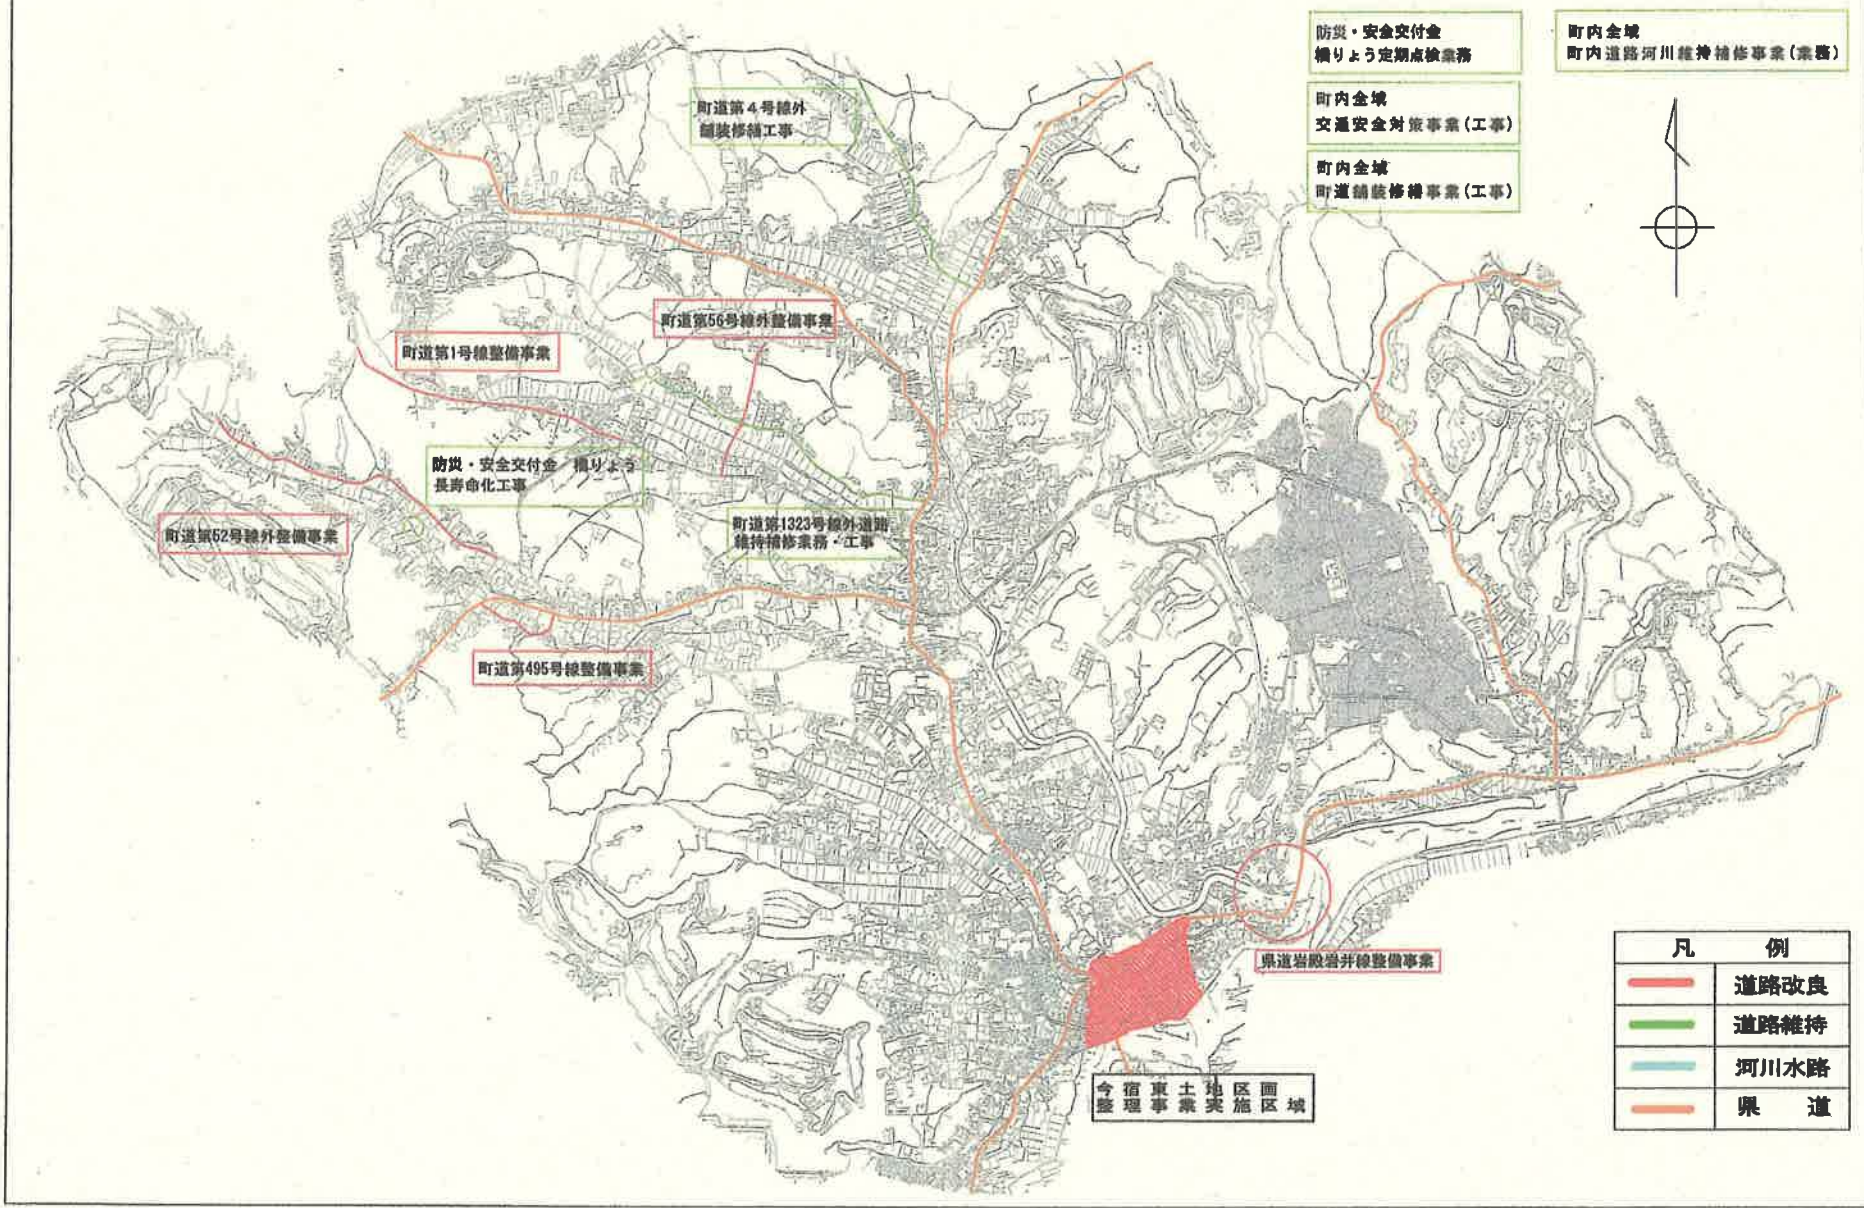 防災・安全交付金
橋りょう定期点検業務
町内全域
町内道路河川維持補修事業(業務)
町内全域
交通安全対策事業(工事)
町内全域
町道舗装修繕事業(工事)
町道第4号線外
舗装修繕工事
町道第56号線外整備事業
町道第1号線整備事業
防災・安全交付金 橋りょう
長寿命化工事
町道第1323号線外道路
維持補修業務・工事
町道第52号線外整備事業
町道第495号線整備事業
県道岩殿岩井線整備事業
今宿東土地区画
整理事業実施区域
凡 例
道路改良
道路維持
河川水路
県 道